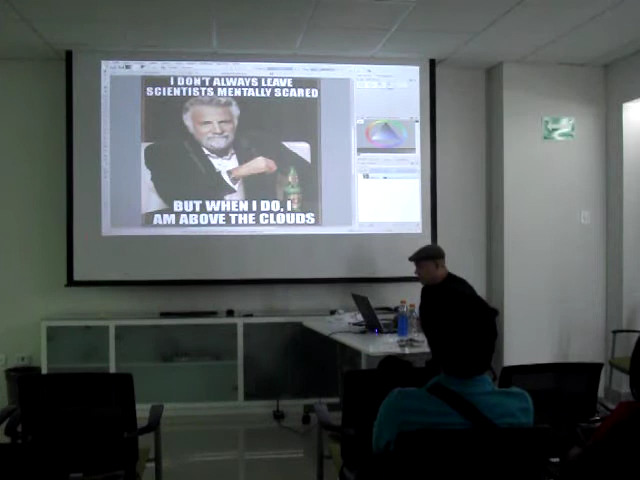 I DON'T ALWAYS LEAVE
SCIENTISTS MENTALLY SCARED
BUT WHEN I DO, I
AM ABOVE THE CLOUDS